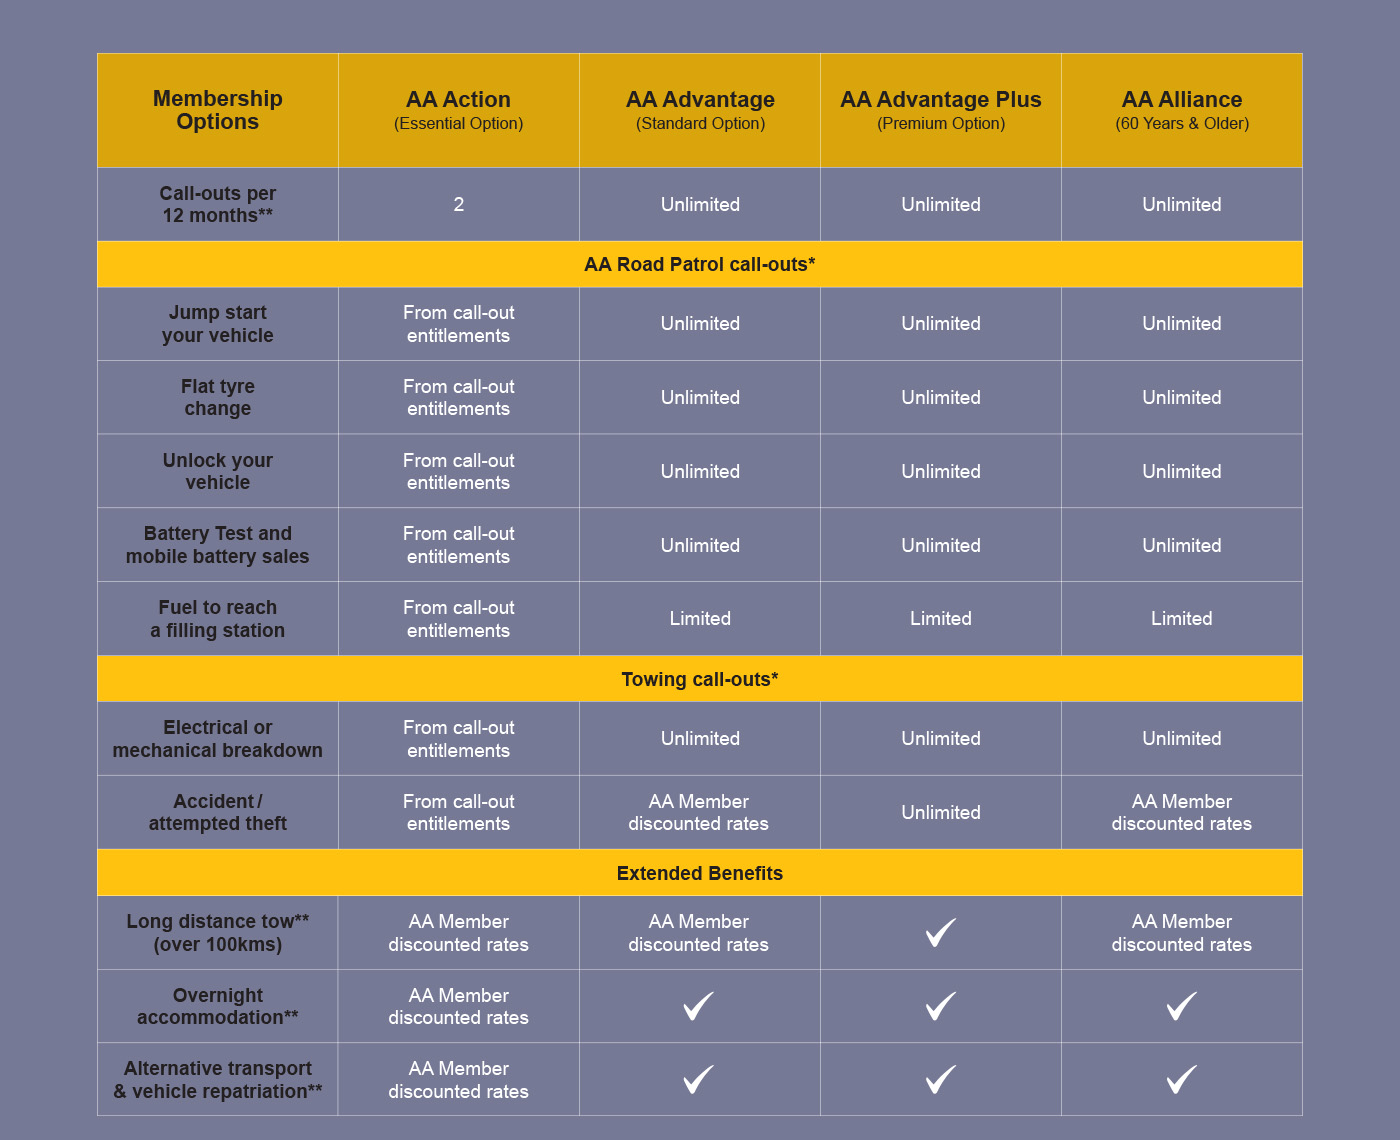 Membership
Options
AA Action
(Essential Option)
AA Advantage
(Standard Option)
AA Advantage Plus
(Premium Option)
AA Alliance
(60 Years & Older)
Call-outs per
12 months**
2
Unlimited
Unlimited
Unlimited
AA Road Patrol call-outs*
Jump start
your vehicle
From call-out
entitlements
Unlimited
Unlimited
Unlimited
Flat tyre
change
From call-out
entitlements
Unlimited
Unlimited
Unlimited
Unlock your
vehicle
From call-out
entitlements
Unlimited
Unlimited
Unlimited
Battery Test and
mobile battery sales
From call-out
entitlements
Unlimited
Unlimited
Unlimited
Fuel to reach
a filling station
From call-out
entitlements
Limited
Limited
Limited
Towing call-outs*
Electrical or
mechanical breakdown
From call-out
entitlements
Unlimited
Unlimited
Unlimited
Accident /
attempted theft
From call-out
entitlements
AA Member
discounted rates
Unlimited
AA Member
discounted rates
Extended Benefits
Long distance tow**
(over 100kms)
AA Member
discounted rates
AA Member
discounted rates
AA Member
discounted rates
Overnight
accommodation**
AA Member
discounted rates
Alternative transport
& vehicle repatriation**
AA Member
discounted rates